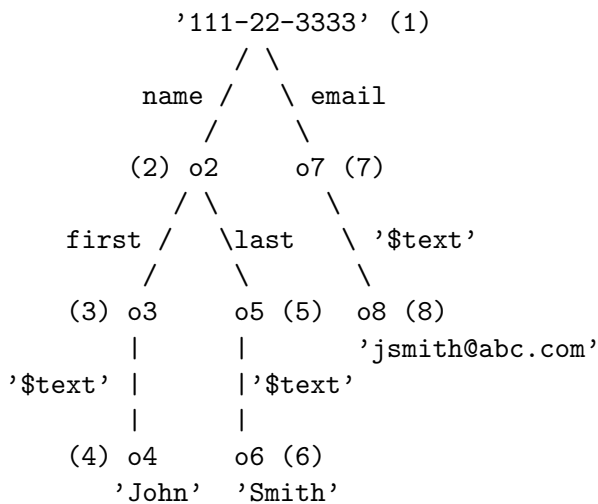 ’111-22-3333’ (1)
/ \
name / \ email
/ \
(2) o2 o7 (7)
/ \ \
first / \last \ ’$text’
/ \ \
(3) o3 o5 (5) o8 (8)
| | ’jsmith@abc.com’
’$text’ | |’$text’
| |
(4) o4 o6 (6)
’John’ ’Smith’